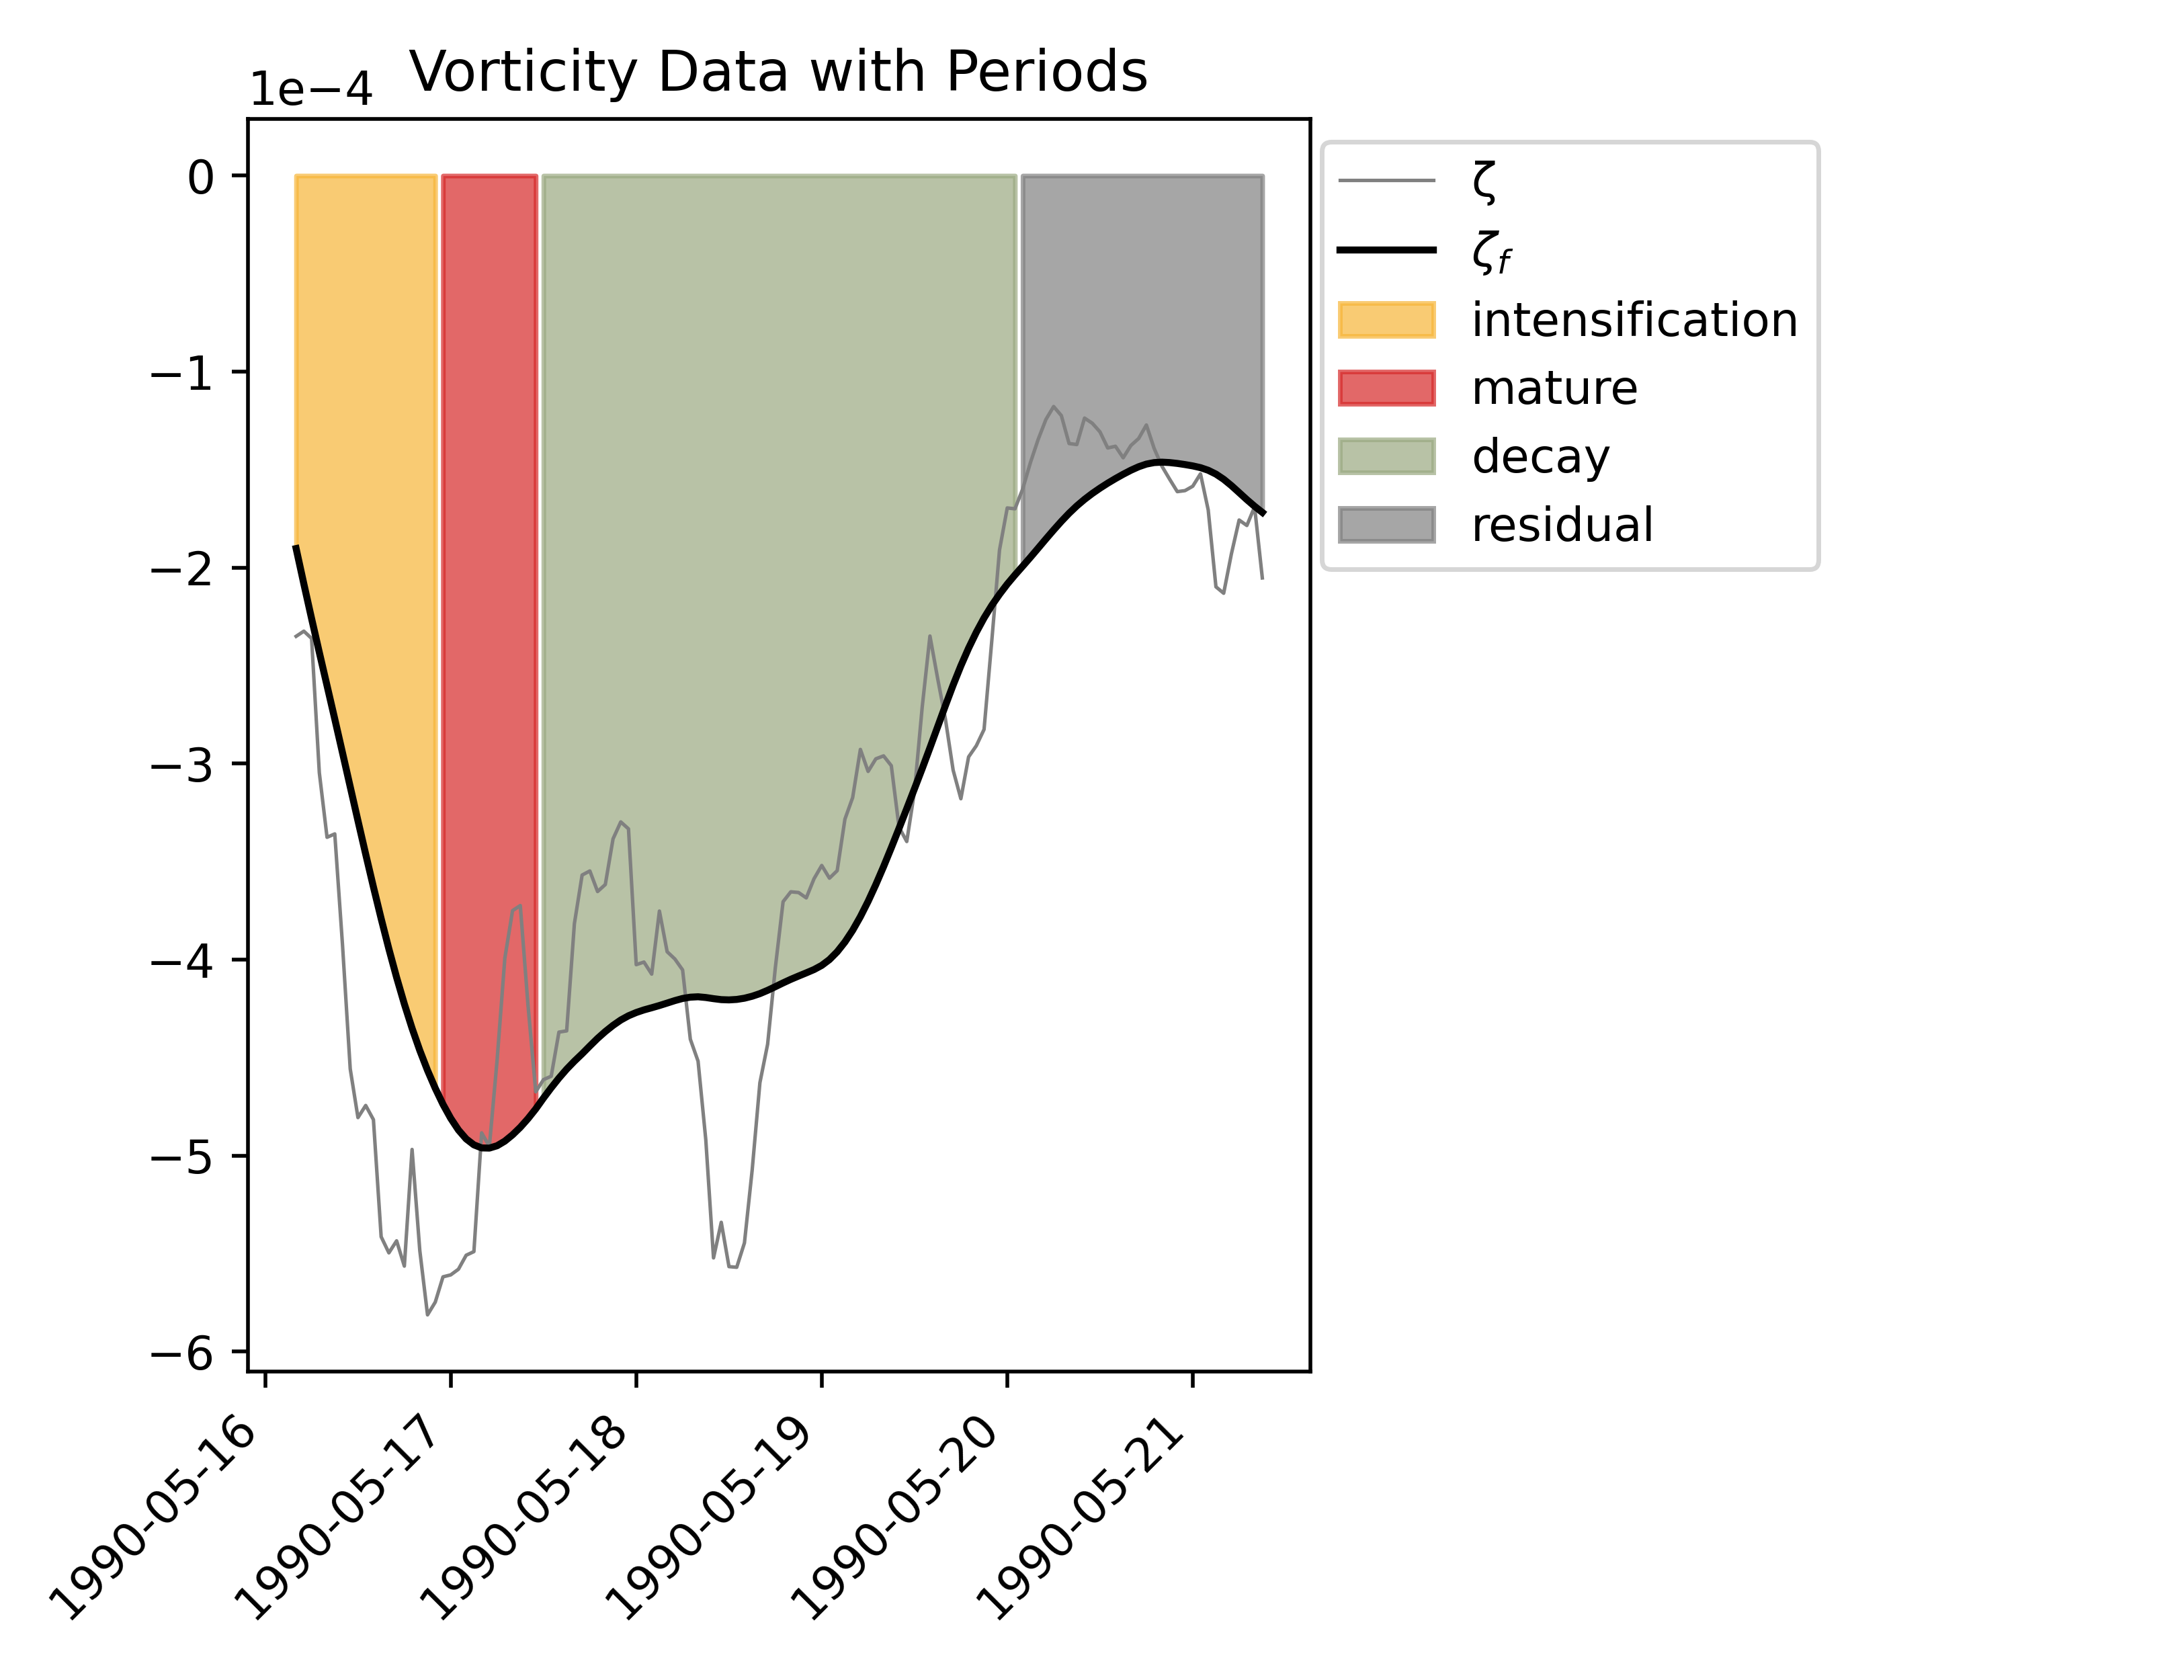 Vorticity Data with Periods
1e−4
0
−1
−2
−3
−4
−5
−6
1990-05-16
1990-05-17
1990-05-18
1990-05-19
1990-05-20
1990-05-21
ζ
ζf
intensification
mature
decay
residual